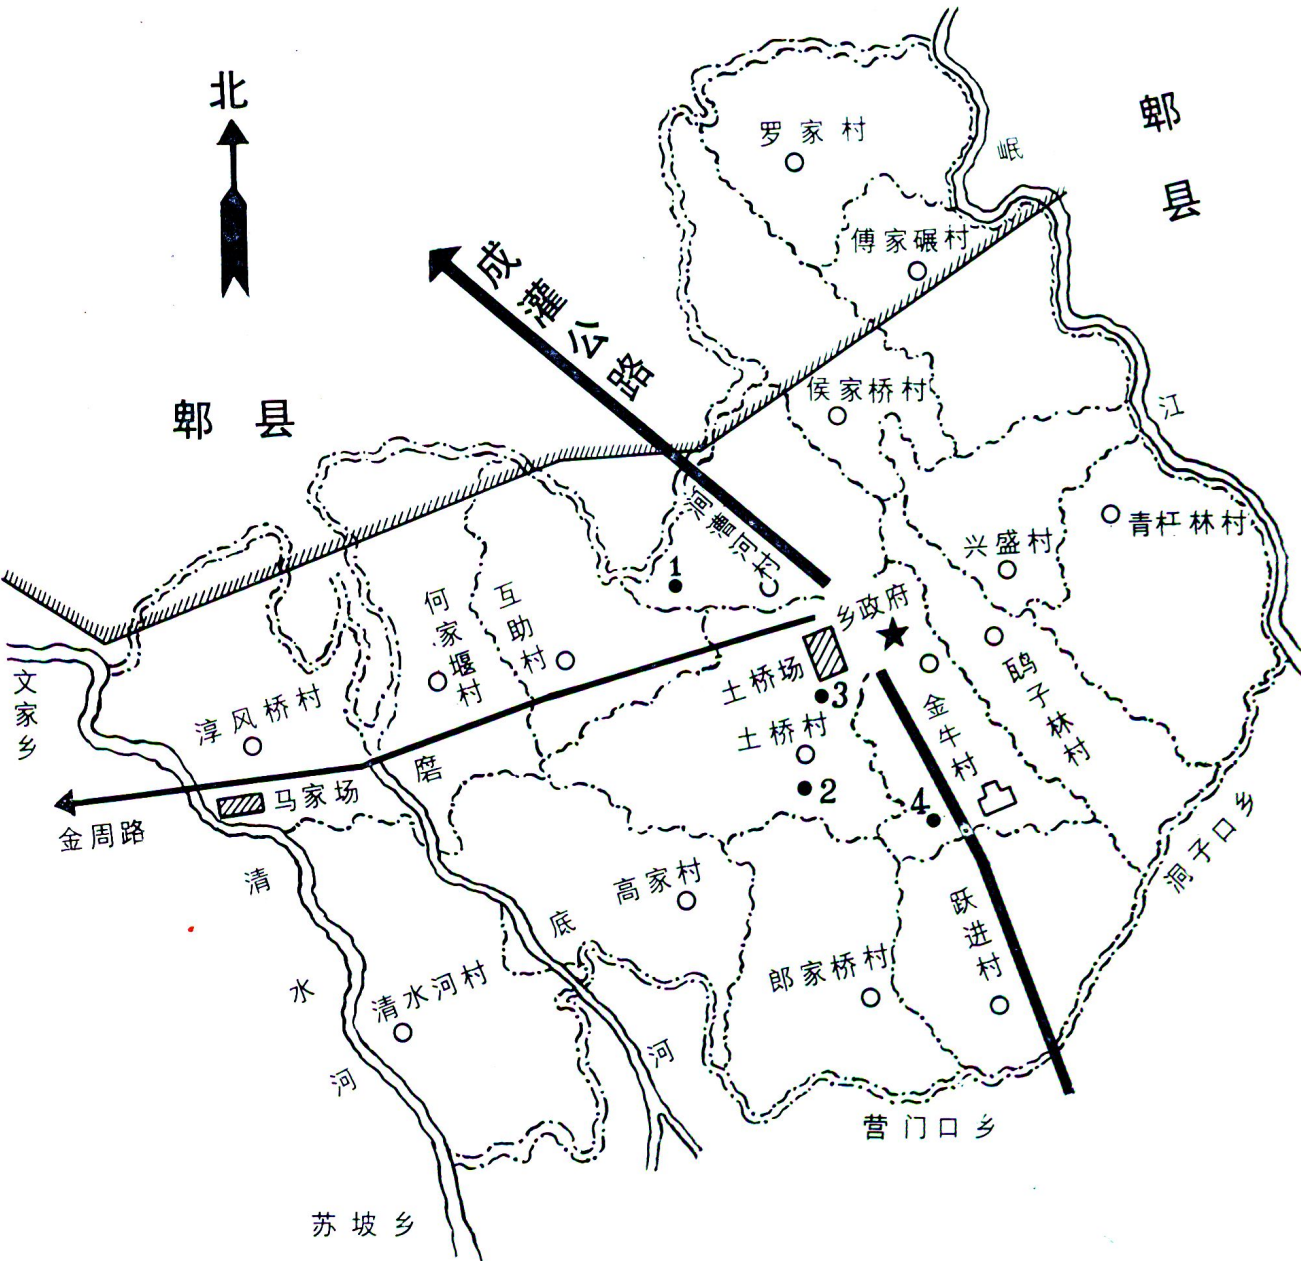 北
郫县
罗家村
岷
傅家碾村
成灌公路
郫县
侯家桥村
江
涧漕河村
青杠林村
兴盛村
1
何家堰村
互助村
乡政府
文家乡
淳风桥村
土桥场
3
鸹子林村
金牛村
土桥村
磨
2
马家场
4
金周路
洞子口乡
清
高家村
跃进村
底
郎家桥村
水
清水河村
河
河
营门口乡
苏坡乡